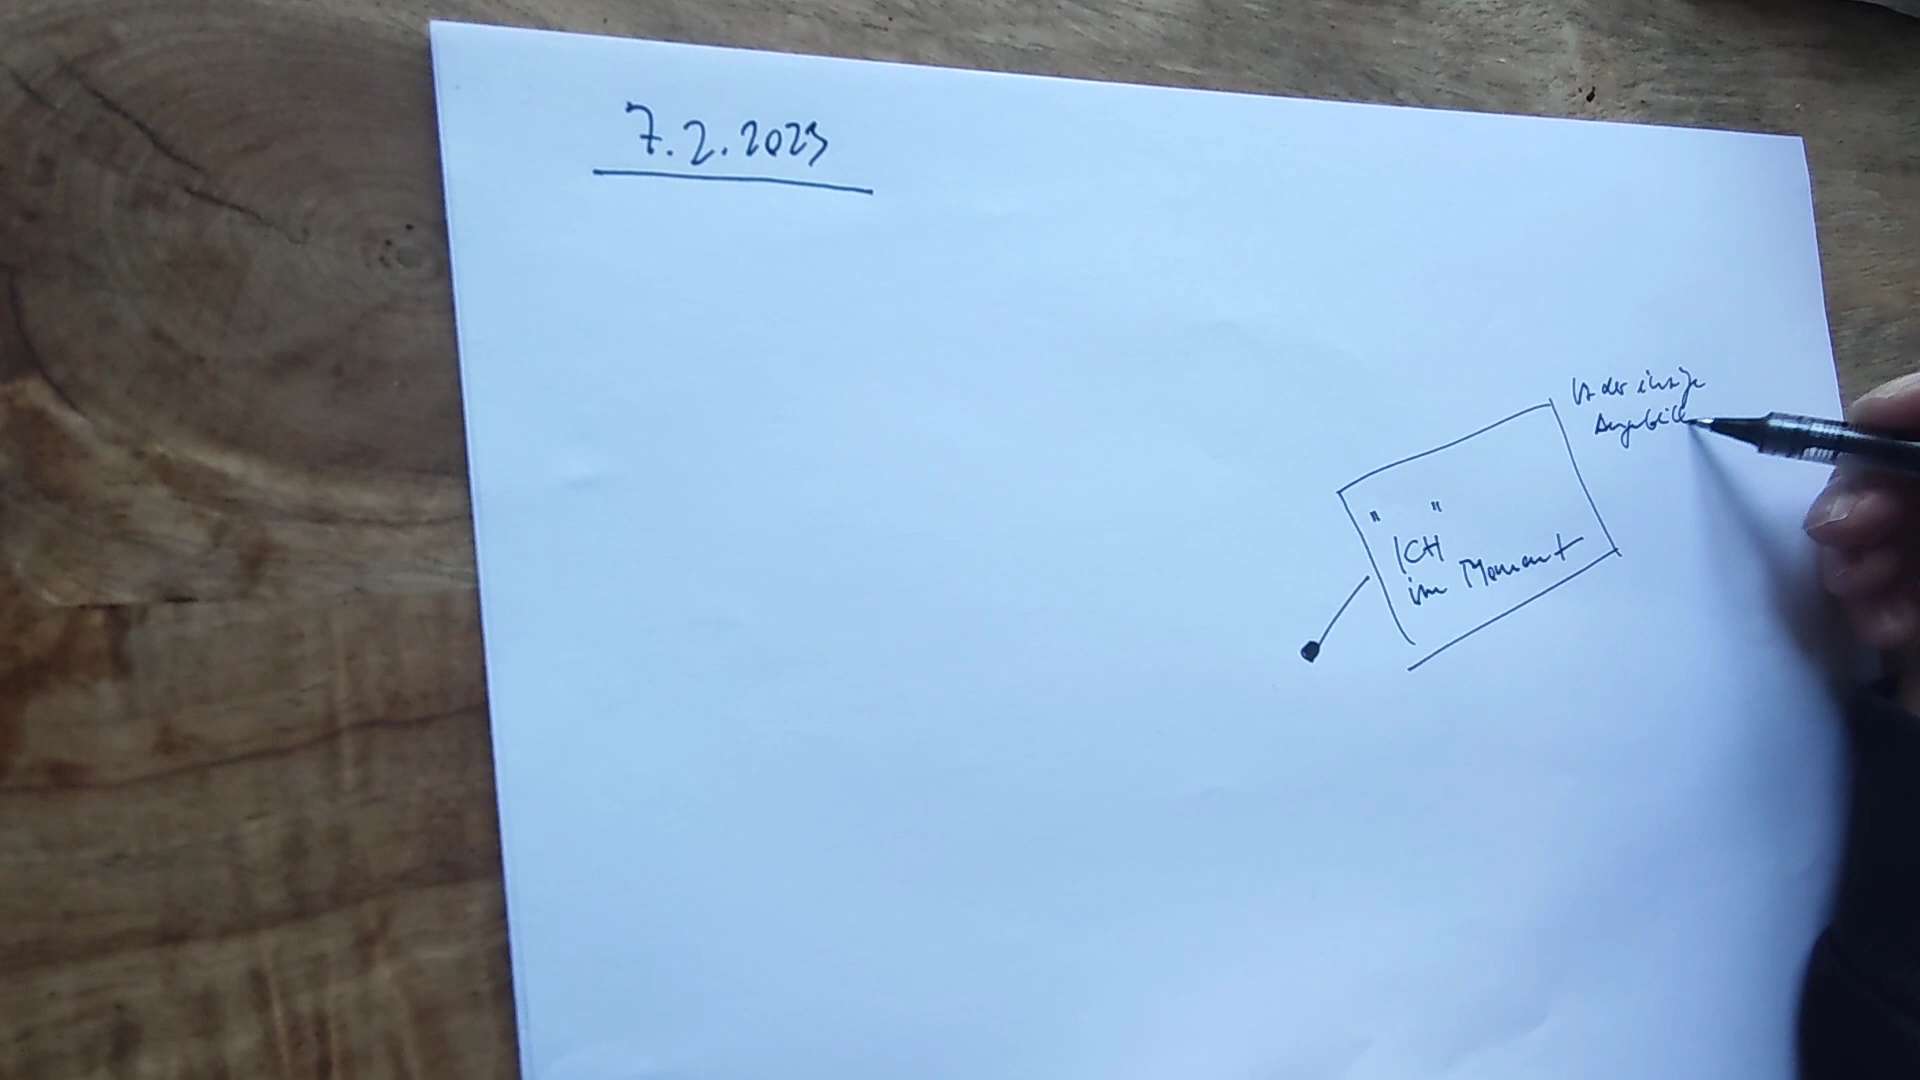 7.2.2023
Ist der einzige
Augenblick
" "
ICH
im Moment